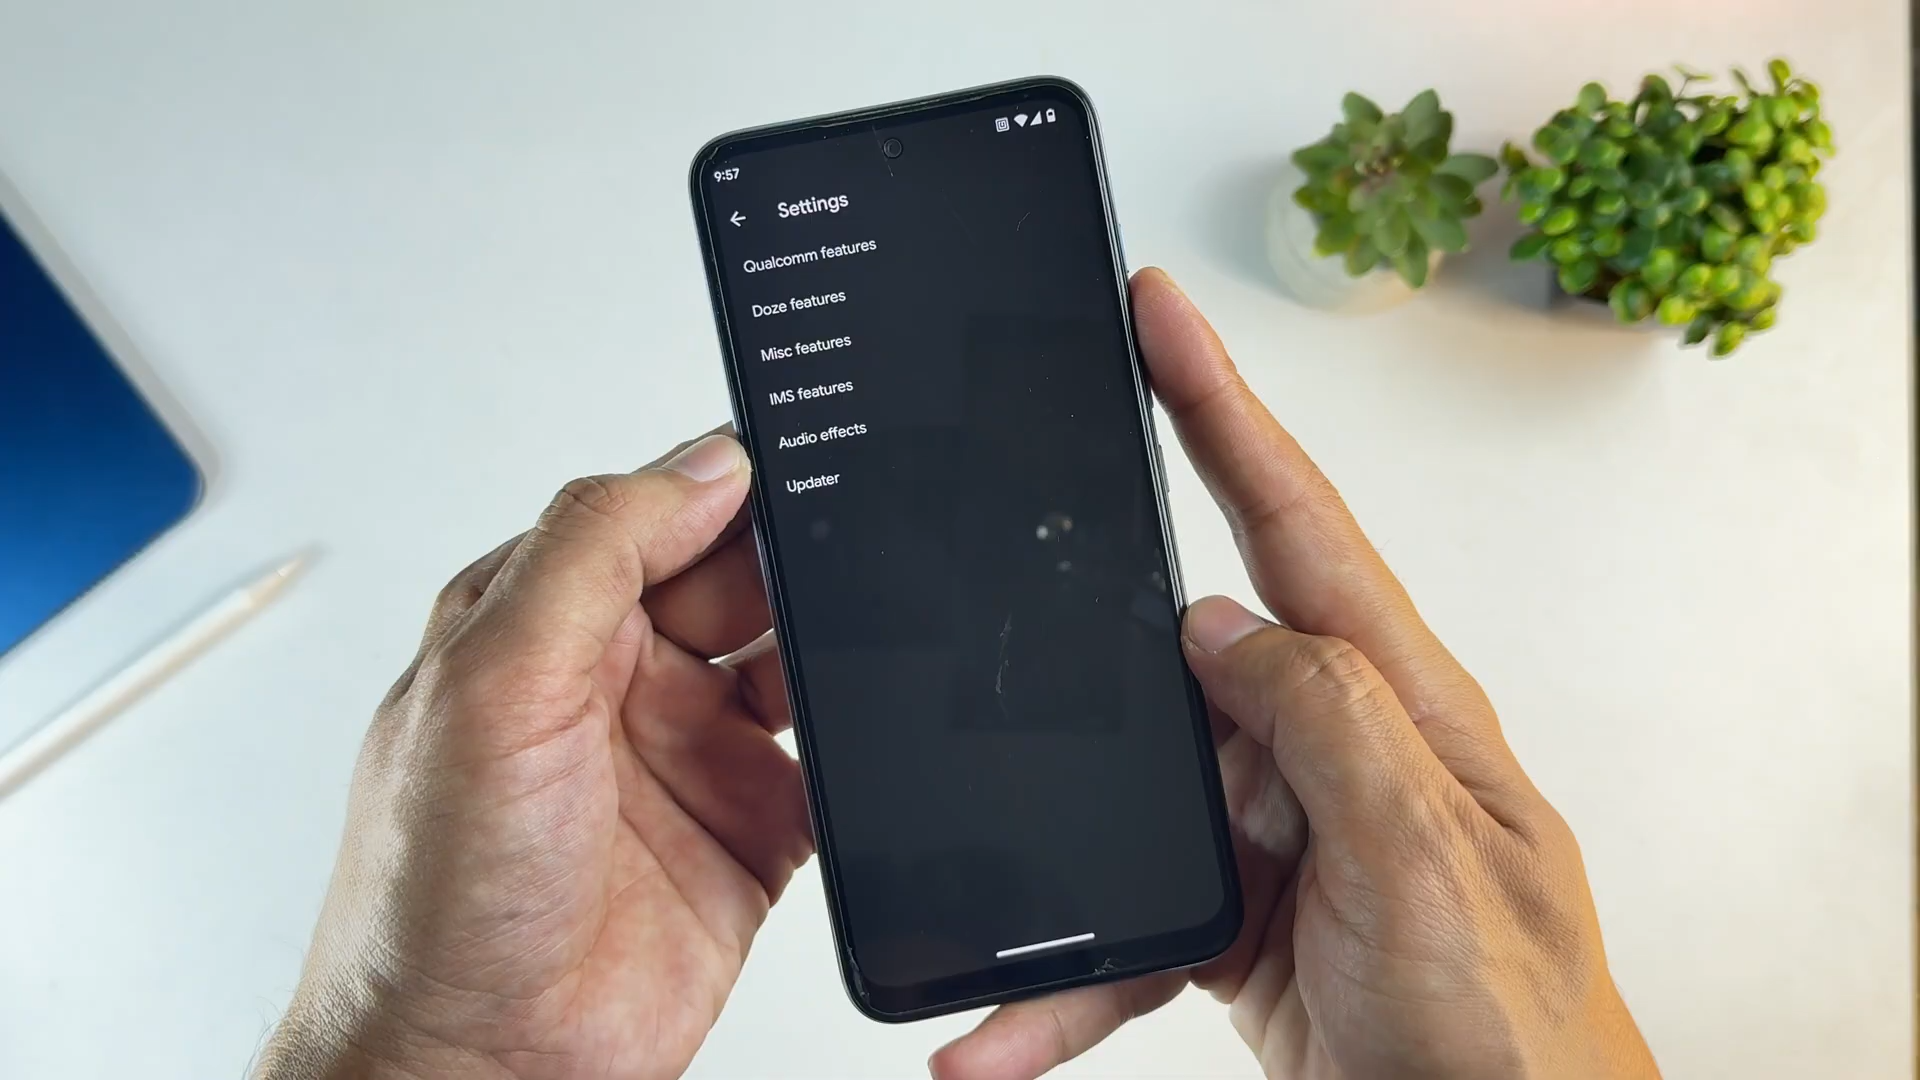 9:57
Settings
Qualcomm features
Doze features
Misc features
IMS features
Audio effects
Updater